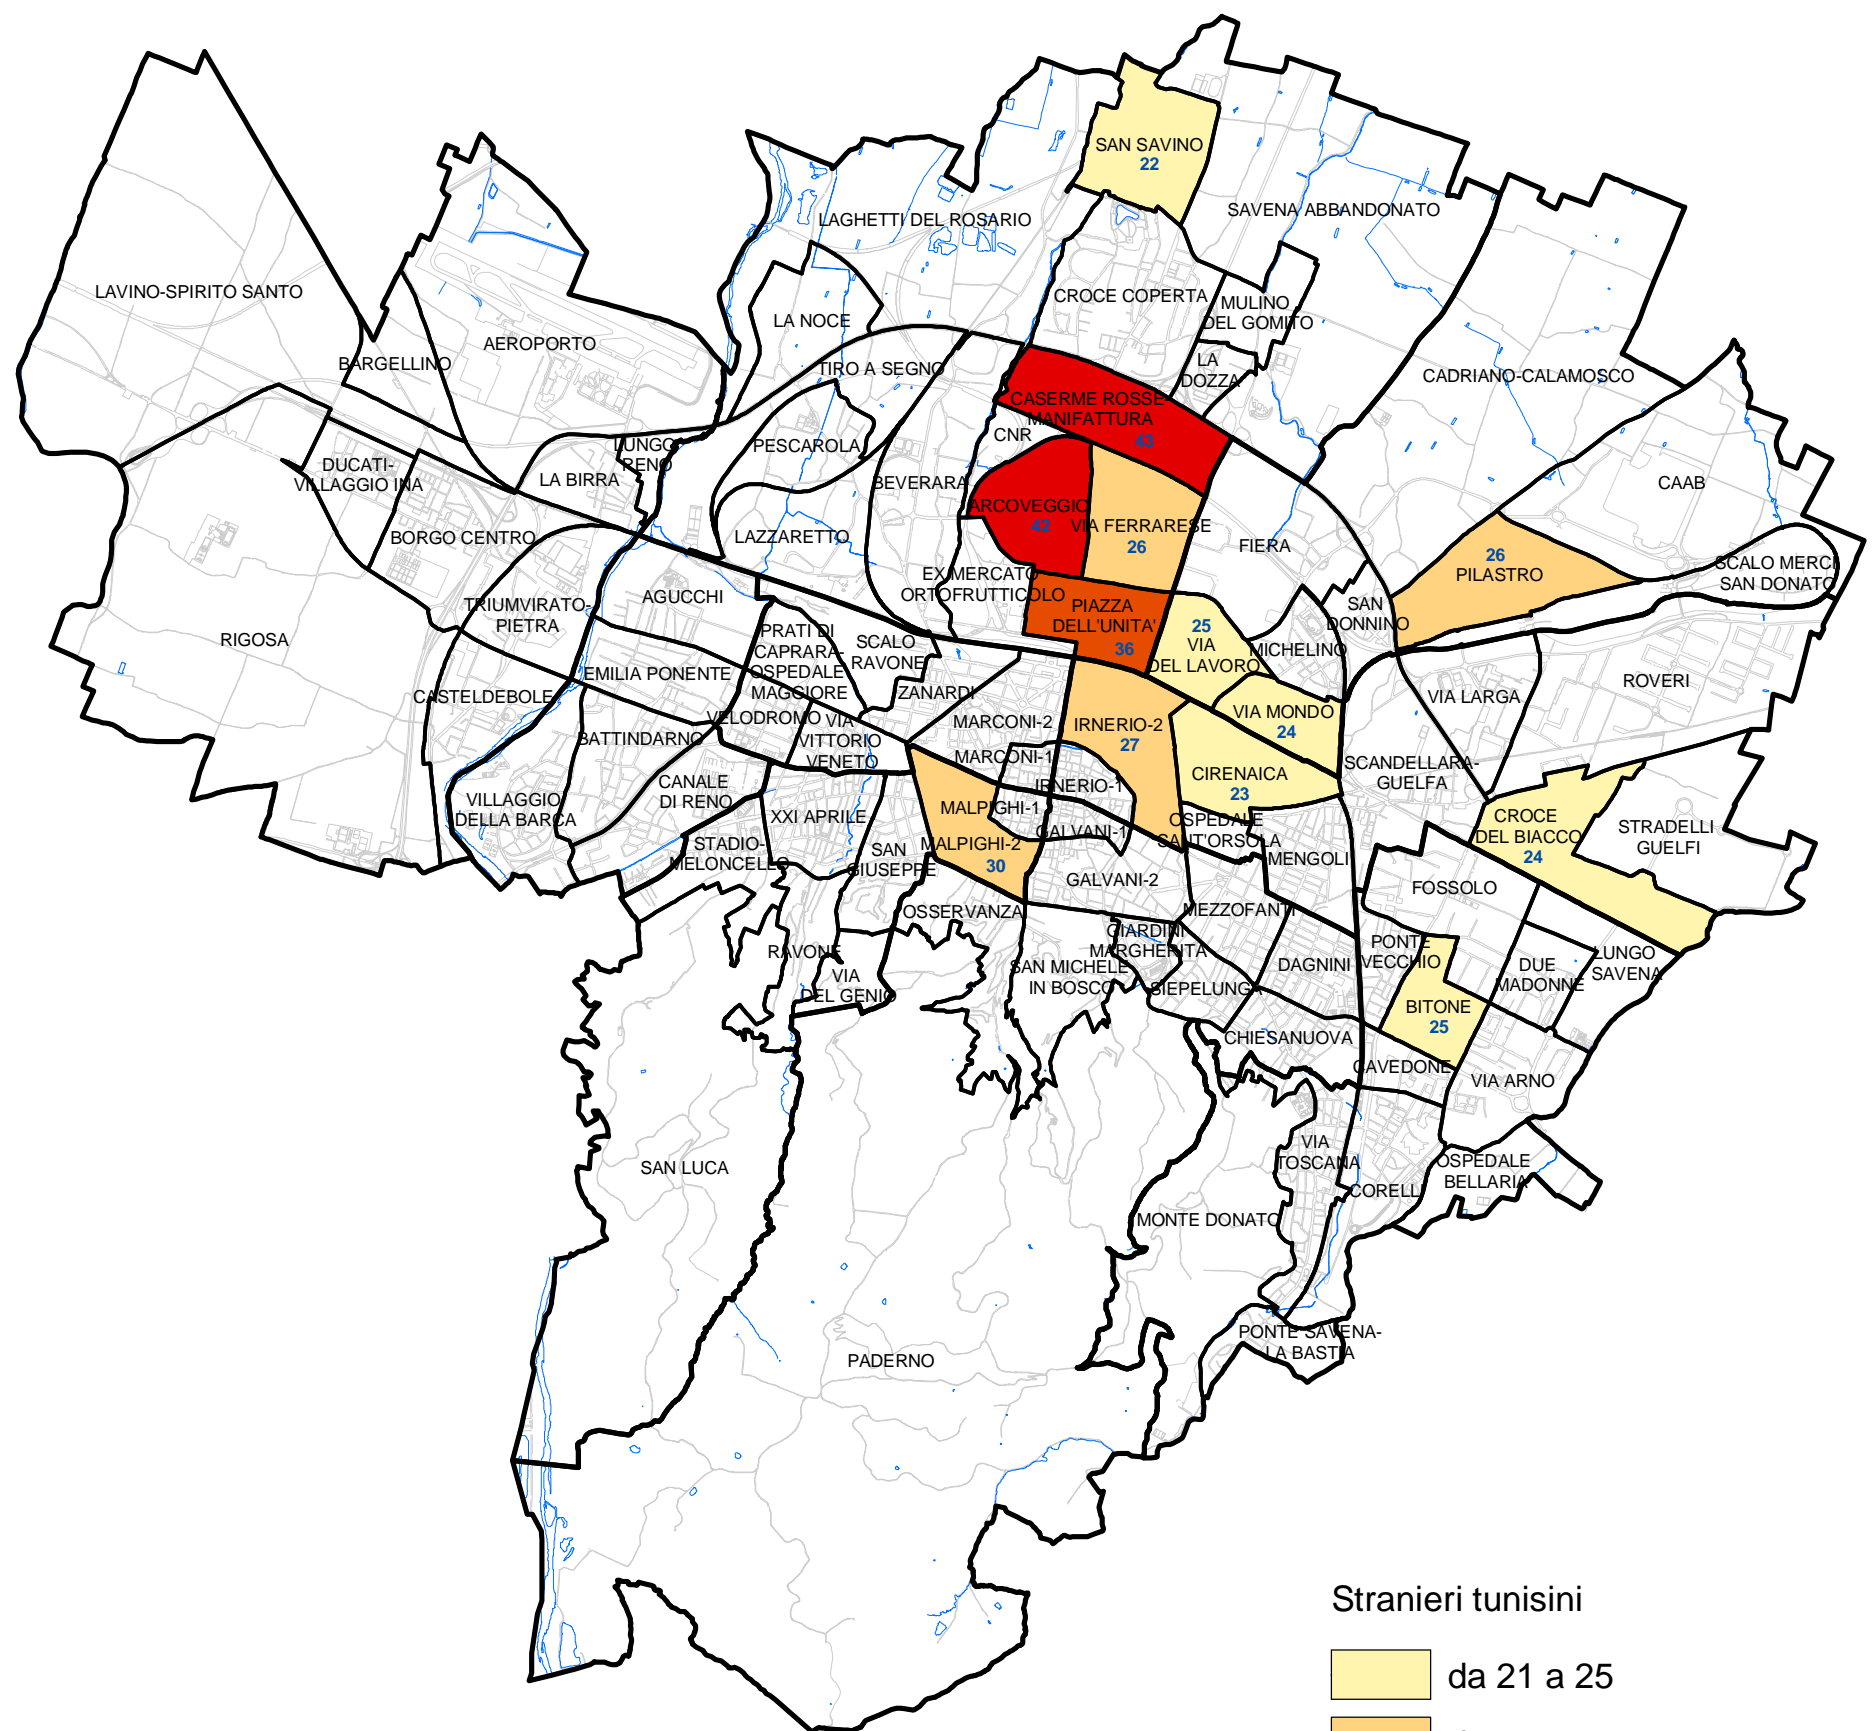 SAN SAVINO
22
SAVENA ABBANDONATO
LAGHETTI DEL ROSARIO
LAVINO-SPIRITO SANTO
CROCE COPERTA
MULINO
DEL GOMITO
LA NOCE
AEROPORTO
BARGELLINO
TIRO A SEGNO
LA
DOZZA
CADRIANO-CALAMOSCO
CASERME ROSSE-
MANIFATTURA
43
CNR
LUNGO
RENO
PESCAROLA
DUCATI-
VILLAGGIO INA
LA BIRRA
BEVERARA
CAAB
ARCOVEGGIO
42
VIA FERRARESE
26
BORGO CENTRO
LAZZARETTO
FIERA
26
PILASTRO
SCALO MERCI
SAN DONATO
EX MERCATO
ORTOFRUTTICOLO
AGUCCHI
TRIUMVIRATO-
PIETRA
PIAZZA
DELL'UNITA'
36
SAN
DONNINO
RIGOSA
PRATI DI
CAPRARA-
OSPEDALE
MAGGIORE
SCALO
RAVONE
25
VIA
DEL LAVORO
MICHELINO
EMILIA PONENTE
CASTELDEBOLE
ZANARDI
VIA LARGA
ROVERI
VELODROMO
VIA
VITTORIO
VENETO
MARCONI-2
IRNERIO-2
27
VIA MONDO
24
BATTINDARNO
MARCONI-1
SCANDELLARA-
GUELFA
CANALE
DI RENO
IRNERIO-1
CIRENAICA
23
VILLAGGIO
DELLA BARCA
XXI APRILE
MALPIGHI-1
GALVANI-1
OSPEDALE
SANT'ORSOLA
CROCE
DEL BIACCO
24
STRADELLI
GUELFI
STADIO-
MELONCELLO
SAN
GIUSEPPE
MALPIGHI-2
30
MENGOLI
GALVANI-2
FOSSOLO
OSSERVANZA
MEZZOFANTI
GIARDINI
MARGHERITA
RAVONE
VIA
DEL GENIO
SAN MICHELE
IN BOSCO
SIEPELUNGA
DAGNINI
PONTE
VECCHIO
DUE
MADONNE
LUNGO
SAVENA
BITONE
25
CHIESANUOVA
CAVEDONE
VIA ARNO
SAN LUCA
VIA
TOSCANA
OSPEDALE
BELLARIA
CORELLI
MONTE DONATO
PONTE SAVENA-
LA BASTIA
PADERNO
Stranieri tunisini
da 21 a 25